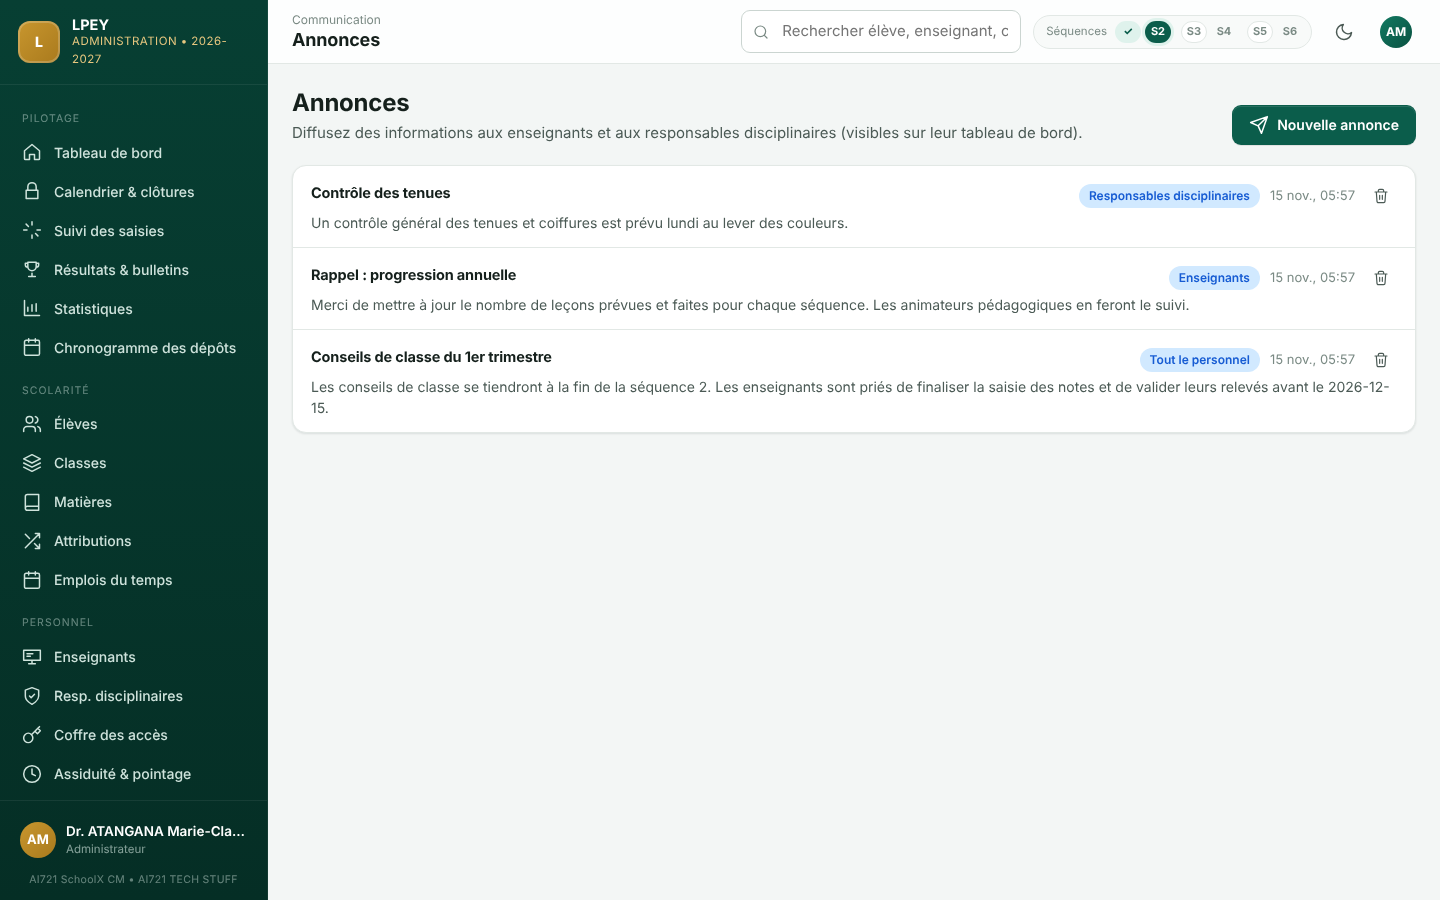 L
LPEY
ADMINISTRATION • 2026-
2027
PILOTAGE
Tableau de bord
Calendrier & clôtures
Suivi des saisies
Résultats & bulletins
Statistiques
Chronogramme des dépôts
SCOLARITÉ
Élèves
Classes
Matières
Attributions
Emplois du temps
PERSONNEL
Enseignants
Resp. disciplinaires
Coffre des accès
Assiduité & pointage
AM
Dr. ATANGANA Marie-Cla...
Administrateur
AI721 SchoolX CM • AI721 TECH STUFF
Communication
Annonces
Rechercher élève, enseignant, c
Séquences S2 S3 S4 S5 S6
AM
Annonces
Diffusez des informations aux enseignants et aux responsables disciplinaires (visibles sur leur tableau de bord).
Nouvelle annonce
Contrôle des tenues
Responsables disciplinaires 15 nov., 05:57
Un contrôle général des tenues et coiffures est prévu lundi au lever des couleurs.
Rappel : progression annuelle
Enseignants 15 nov., 05:57
Merci de mettre à jour le nombre de leçons prévues et faites pour chaque séquence. Les animateurs pédagogiques en feront le suivi.
Conseils de classe du 1er trimestre
Tout le personnel 15 nov., 05:57
Les conseils de classe se tiendront à la fin de la séquence 2. Les enseignants sont priés de finaliser la saisie des notes et de valider leurs relevés avant le 2026-12-
15.